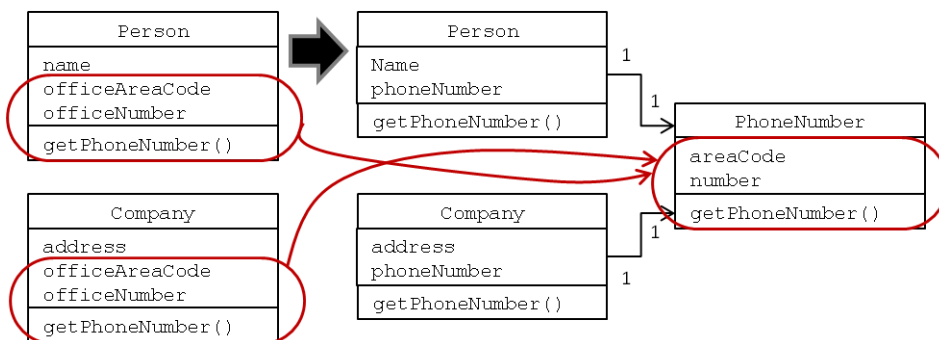 Person
name
officeAreaCode
officeNumber
getPhoneNumber()
Company
address
officeAreaCode
officeNumber
getPhoneNumber()
Person
Name
phoneNumber
getPhoneNumber()
1
1
Company
address
phoneNumber
getPhoneNumber()
1
1
PhoneNumber
areaCode
number
getPhoneNumber()